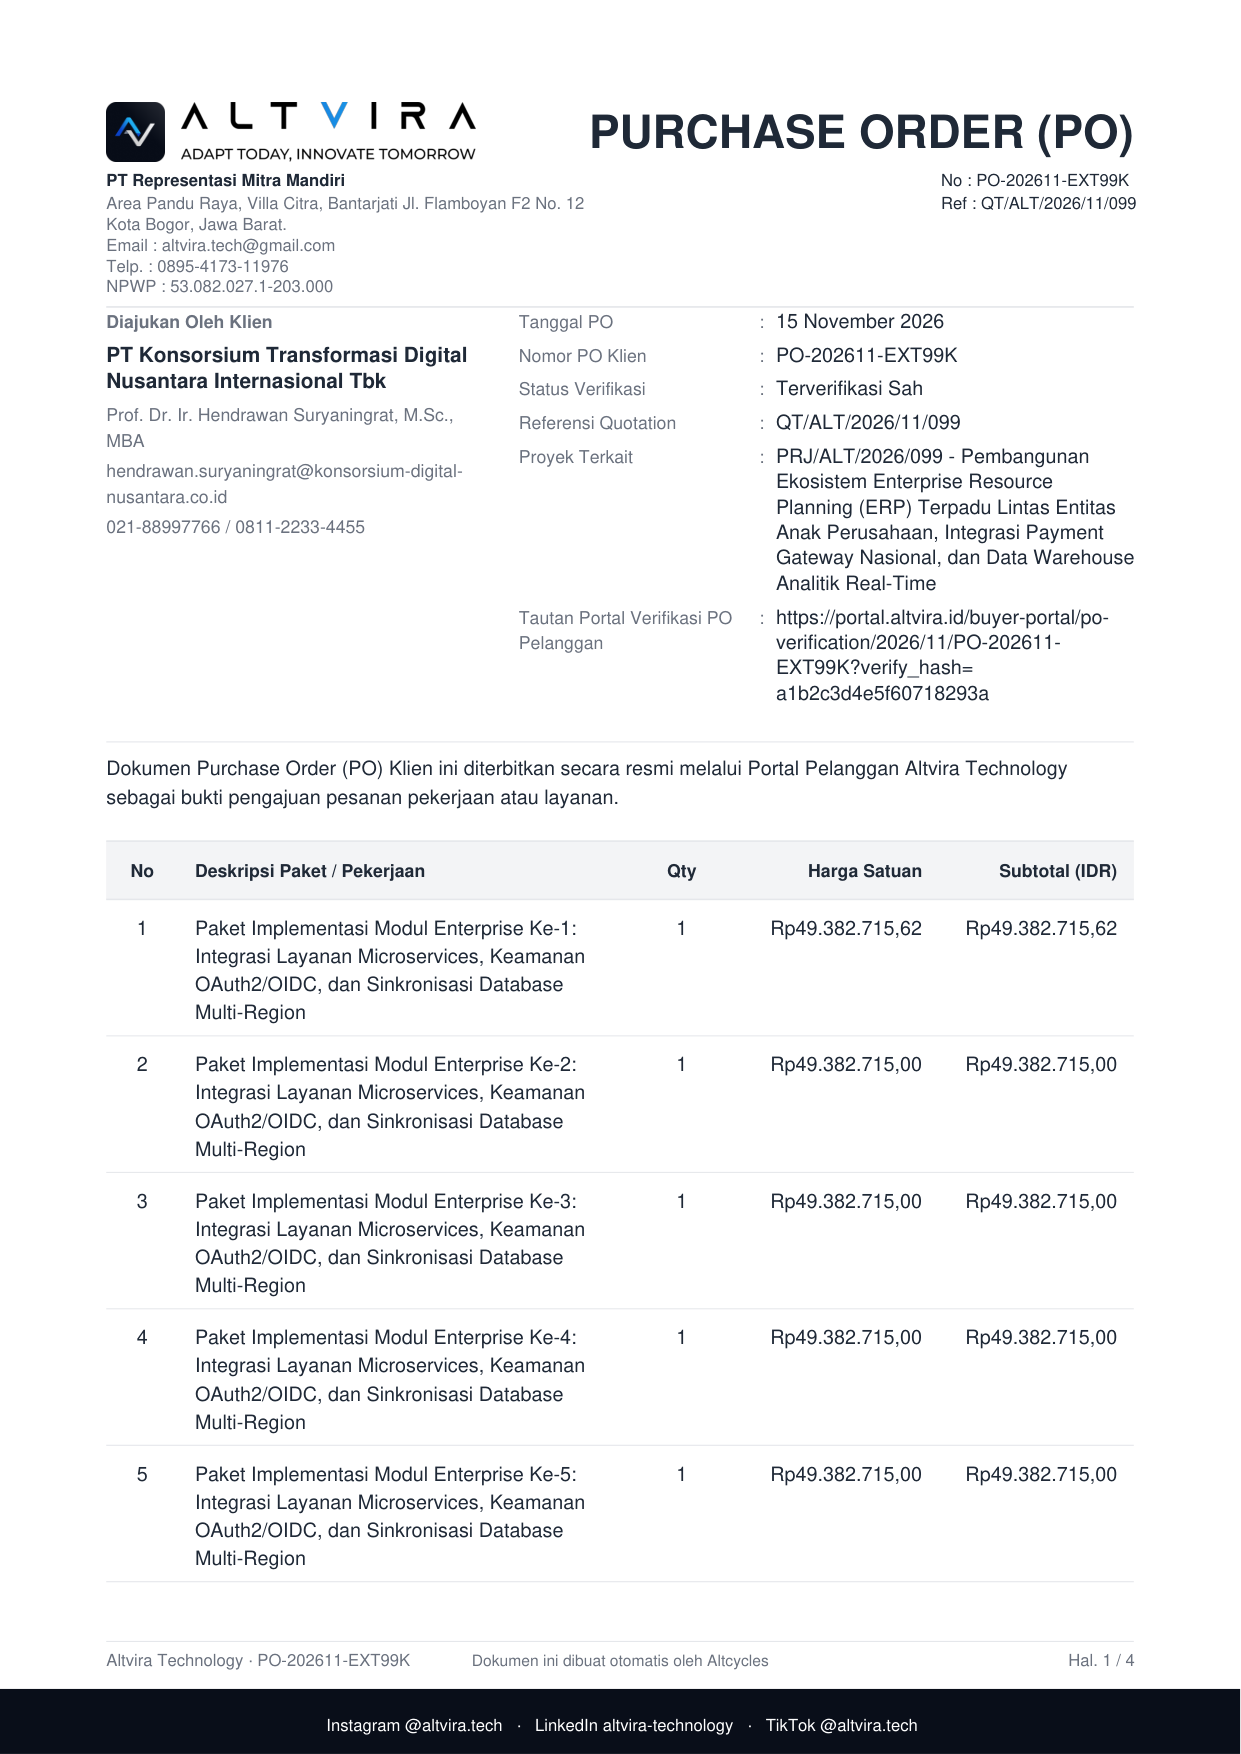 ALTVIRA
ADAPT TODAY, INNOVATE TOMORROW
PURCHASE ORDER (PO)
PT Representasi Mitra Mandiri
Area Pandu Raya, Villa Citra, Bantarjati Jl. Flamboyan F2 No. 12
Kota Bogor, Jawa Barat.
Email : altvira.tech@gmail.com
Telp. : 0895-4173-11976
NPWP : 53.082.027.1-203.000
No : PO-202611-EXT99K
Ref : QT/ALT/2026/11/099
Diajukan Oleh Klien
PT Konsorsium Transformasi Digital
Nusantara Internasional Tbk
Prof. Dr. Ir. Hendrawan Suryaningrat, M.Sc.,
MBA
hendrawan.suryaningrat@konsorsium-digital-
nusantara.co.id
021-88997766 / 0811-2233-4455
Tanggal PO : 15 November 2026
Nomor PO Klien : PO-202611-EXT99K
Status Verifikasi : Terverifikasi Sah
Referensi Quotation : QT/ALT/2026/11/099
Proyek Terkait : PRJ/ALT/2026/099 - Pembangunan
Ekosistem Enterprise Resource
Planning (ERP) Terpadu Lintas Entitas
Anak Perusahaan, Integrasi Payment
Gateway Nasional, dan Data Warehouse
Analitik Real-Time
Tautan Portal Verifikasi PO : https://portal.altvira.id/buyer-portal/po-
Pelanggan verification/2026/11/PO-202611-
EXT99K?verify_hash=
a1b2c3d4e5f60718293a
Dokumen Purchase Order (PO) Klien ini diterbitkan secara resmi melalui Portal Pelanggan Altvira Technology
sebagai bukti pengajuan pesanan pekerjaan atau layanan.
No Deskripsi Paket / Pekerjaan Qty Harga Satuan Subtotal (IDR)
1 Paket Implementasi Modul Enterprise Ke-1: 1 Rp49.382.715,62 Rp49.382.715,62
Integrasi Layanan Microservices, Keamanan
OAuth2/OIDC, dan Sinkronisasi Database
Multi-Region
2 Paket Implementasi Modul Enterprise Ke-2: 1 Rp49.382.715,00 Rp49.382.715,00
Integrasi Layanan Microservices, Keamanan
OAuth2/OIDC, dan Sinkronisasi Database
Multi-Region
3 Paket Implementasi Modul Enterprise Ke-3: 1 Rp49.382.715,00 Rp49.382.715,00
Integrasi Layanan Microservices, Keamanan
OAuth2/OIDC, dan Sinkronisasi Database
Multi-Region
4 Paket Implementasi Modul Enterprise Ke-4: 1 Rp49.382.715,00 Rp49.382.715,00
Integrasi Layanan Microservices, Keamanan
OAuth2/OIDC, dan Sinkronisasi Database
Multi-Region
5 Paket Implementasi Modul Enterprise Ke-5: 1 Rp49.382.715,00 Rp49.382.715,00
Integrasi Layanan Microservices, Keamanan
OAuth2/OIDC, dan Sinkronisasi Database
Multi-Region
Altvira Technology · PO-202611-EXT99K Dokumen ini dibuat otomatis oleh Altcycles Hal. 1 / 4
Instagram @altvira.tech · LinkedIn altvira-technology · TikTok @altvira.tech